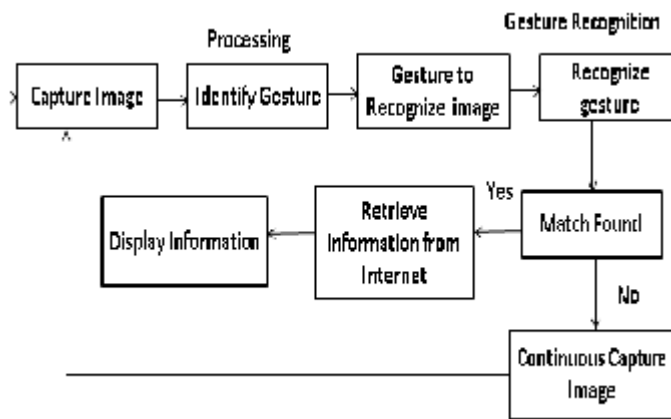 Gesture Recognition
Processing
Capture Image
Identify Gesture
Gesture to
Recognize image
Recognize
gesture
Yes
Match Found
Retrieve
Information from
Internet
Display Information
No
Continuous Capture
Image